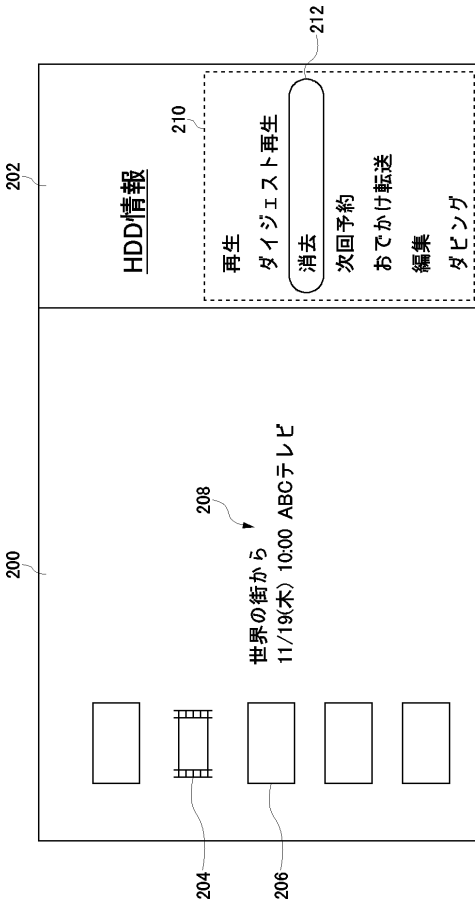 200
202
HDD情報
210
再生
ダイジェスト再生
消去
212
次回予約
おでかけ転送
編集
ダビング
208
世界の街から
11/19(木) 10:00 ABCテレビ
204
206